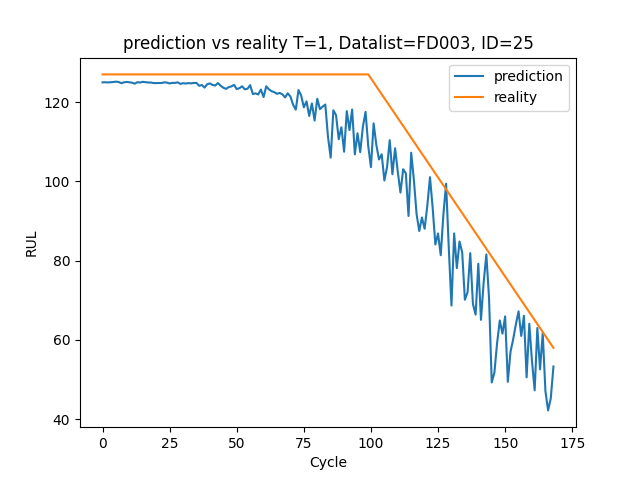 prediction vs reality T=1, Datalist=FD003, ID=25
prediction
reality
120
100
80
60
40
RUL
0
25
50
75
100
125
150
175
Cycle